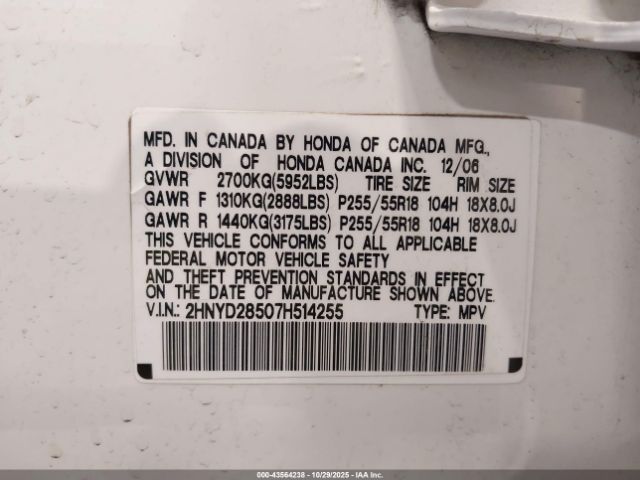 MFD. IN CANADA BY HONDA OF CANADA MFG.,
A DIVISION OF HONDA CANADA INC. 12/06
GVWR 2700KG(5952LBS) TIRE SIZE RIM SIZE
GAWR F 1310KG(2888LBS) P255/55R18 104H 18X8.0J
GAWR R 1440KG(3175LBS) P255/55R18 104H 18X8.0J
THIS VEHICLE CONFORMS TO ALL APPLICABLE
FEDERAL MOTOR VEHICLE SAFETY
AND THEFT PREVENTION STANDARDS IN EFFECT
ON THE DATE OF MANUFACTURE SHOWN ABOVE.
V.I.N.: 2HNYD28507H514255 TYPE: MPV
000-43564238 - 10/29/2025 - IAA Inc.